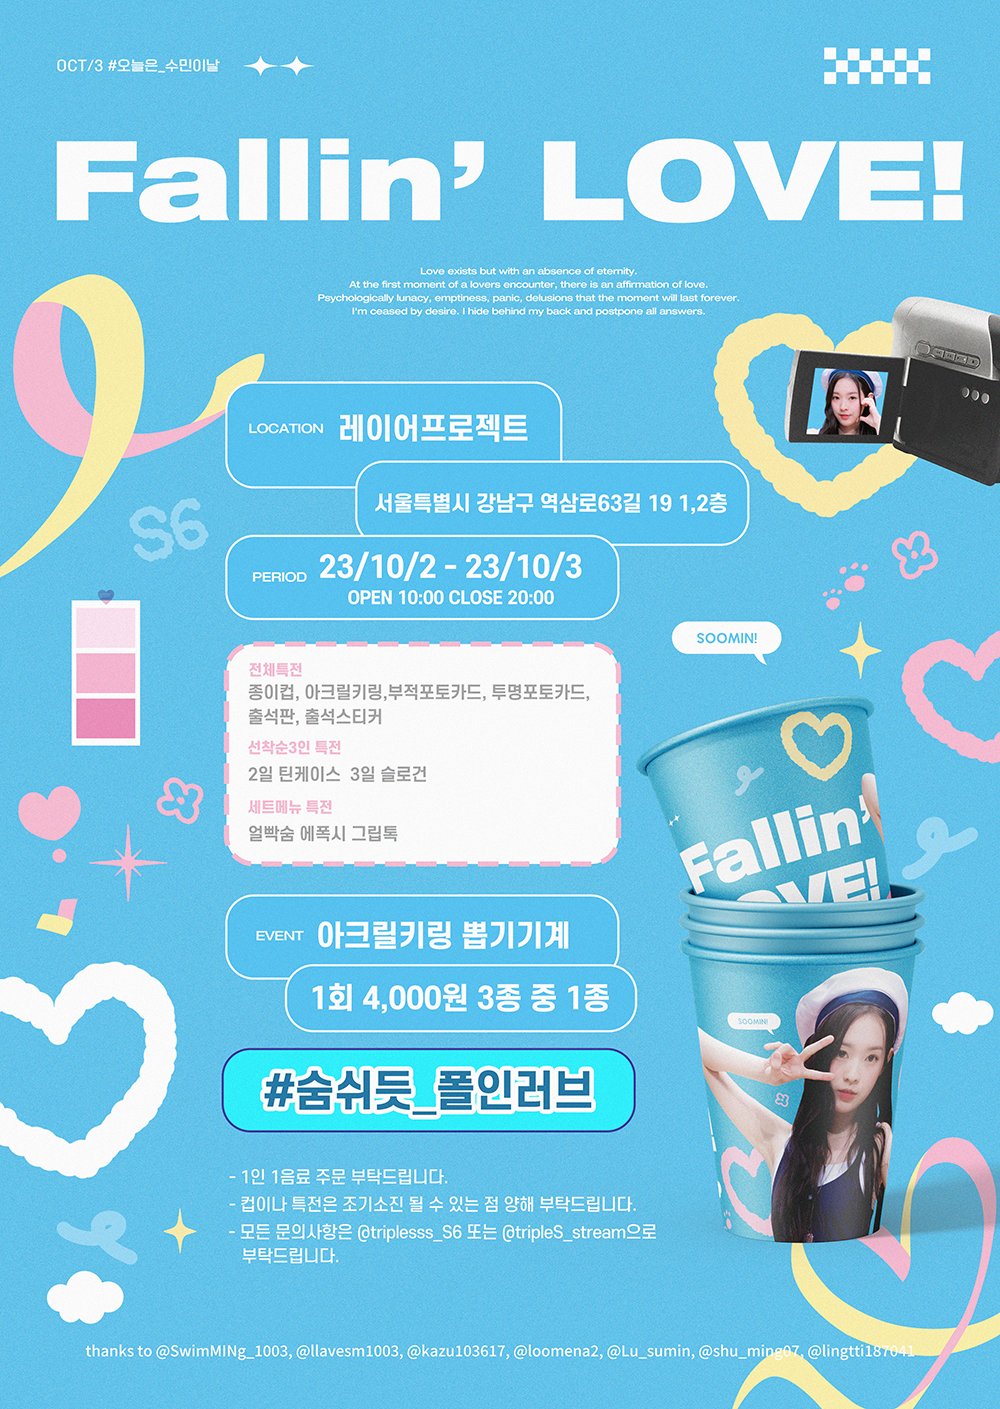 OCT/3 #오늘은_수민이날
Fallin’ LOVE!
Love exists but with an absence of eternity.
At the first moment of a lovers encounter, there is an affirmation of love.
Psychologically lunacy, emptiness, panic, delusions that the moment will last forever.
I'm ceased by desire. I hide behind my back and postpone all answers.
LOCATION 레이어프로젝트
서울특별시 강남구 역삼로63길 19 1,2층
S6
PERIOD 23/10/2 - 23/10/3
OPEN 10:00 CLOSE 20:00
SOOMIN!
전체특전
종이컵, 아크릴키링,부적포토카드, 투명포토카드,
출석판, 출석스티커
선착순3인 특전
2일 틴케이스 3일 슬로건
세트메뉴 특전
얼빡숨 에폭시 그립톡
Fallin’
OVE!
EVENT 아크릴키링 뽑기기계
1회 4,000원 3종 중 1종
SOOMIN!
#숨쉬듯_폴인러브
- 1인 1음료 주문 부탁드립니다.
- 컵이나 특전은 조기소진 될 수 있는 점 양해 부탁드립니다.
- 모든 문의사항은 @triplesss_S6 또는 @tripleS_stream으로
부탁드립니다.
thanks to @SwimMINg_1003, @llavesm1003, @kazu103617, @loomena2, @Lu_sumin, @shu_ming07, @lingtti187041